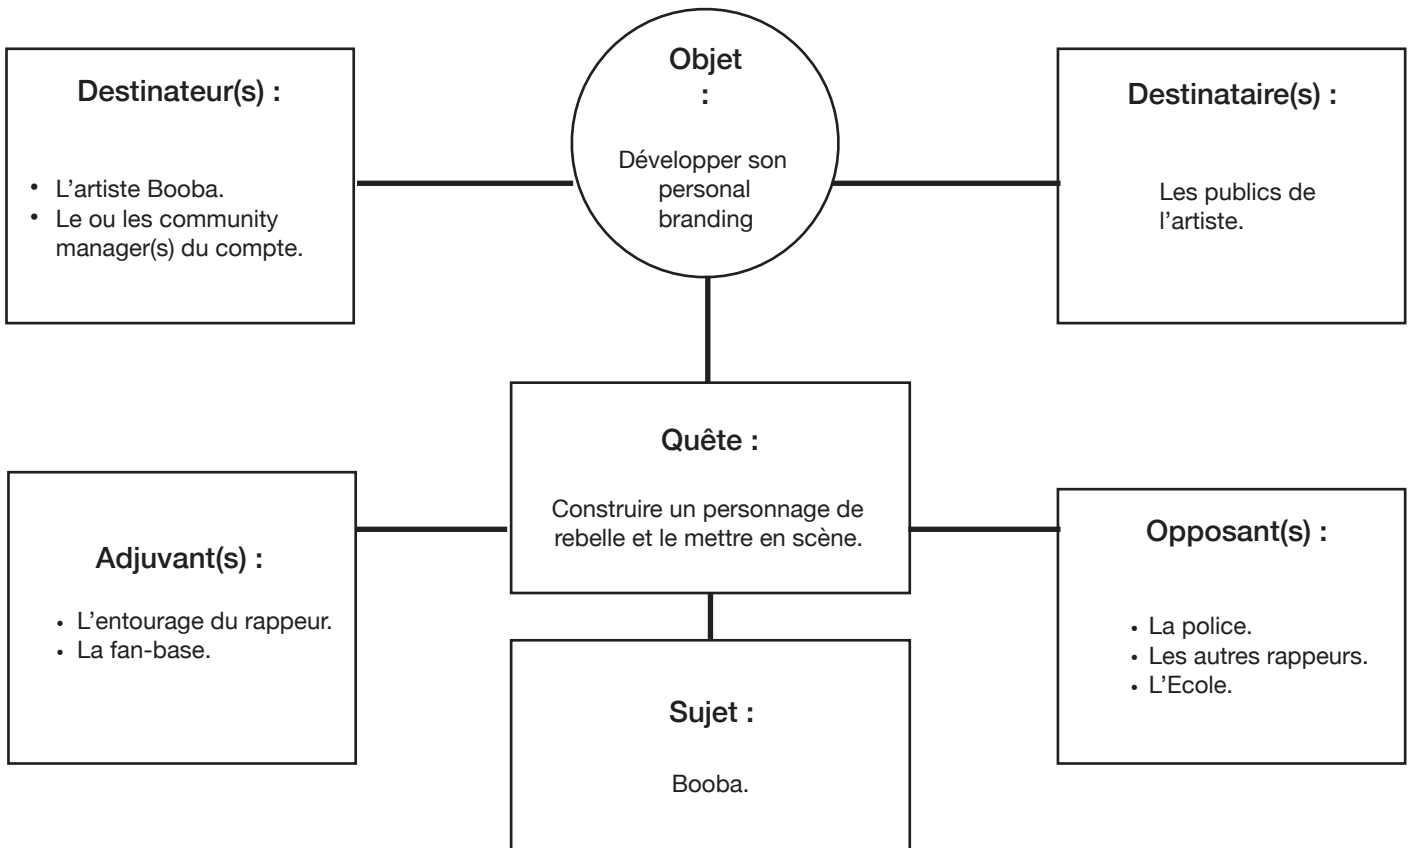 Destinateur(s) :
• L’artiste Booba.
• Le ou les community
manager(s) du compte.
Objet
:
Développer son
personal
branding
Destinataire(s) :
Les publics de
l’artiste.
Adjuvant(s) :
• L’entourage du rappeur.
• La fan-base.
Quête :
Construire un personnage de
rebelle et le mettre en scène.
Opposant(s) :
• La police.
• Les autres rappeurs.
• L’Ecole.
Sujet :
Booba.